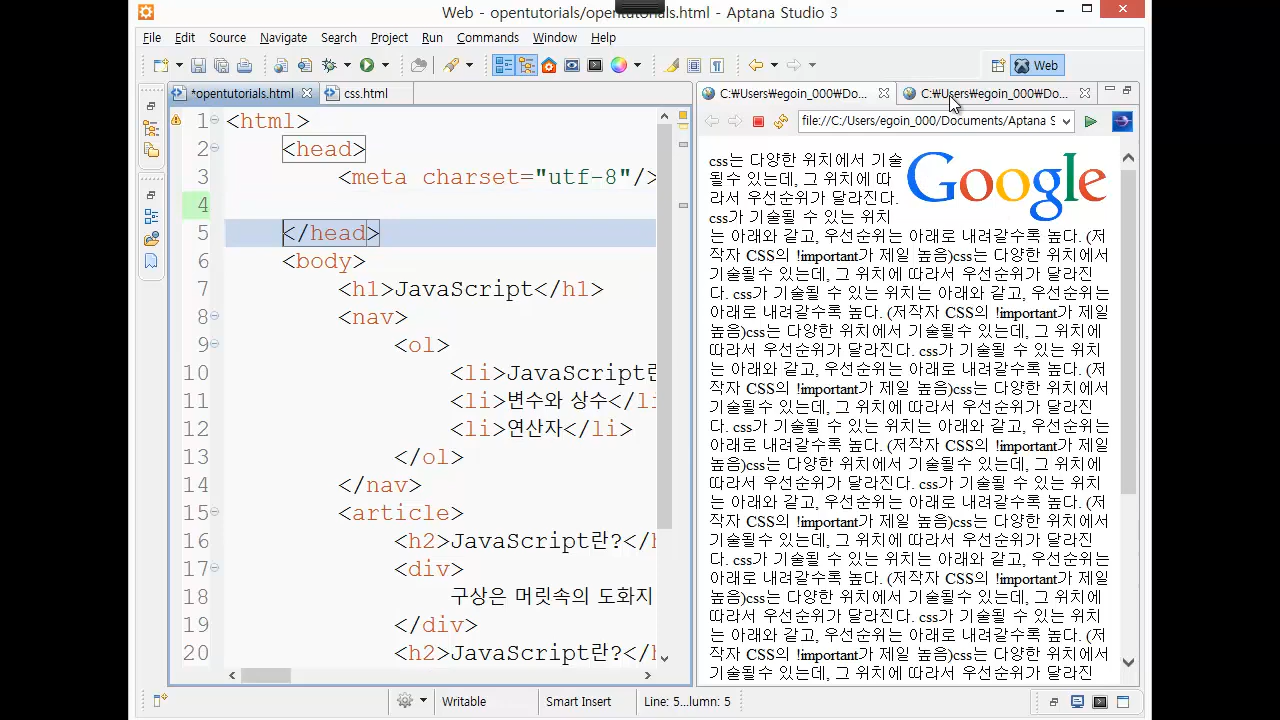 Web - opentutorials/opentutorials.html - Aptana Studio 3
File Edit Source Navigate Search Project Run Commands Window Help
Web
*opentutorials.html
css.html
C:₩Users₩egoin_000₩Do...
C:₩Users₩egoin_000₩Do...
file://C:/Users/egoin_000/Documents/Aptana S
1 <html>
2 <head>
3 <meta charset="utf-8"/>
4
5 </head>
6 <body>
7 <h1>JavaScript</h1>
8 <nav>
9 <ol>
10 <li>JavaScript란
11 <li>변수와 상수</li
12 <li>연산자</li>
13 </ol>
14 </nav>
15 <article>
16 <h2>JavaScript란?</h
17 <div>
18 구상은 머릿속의 도화지
19 </div>
20 <h2>JavaScript란?</h
Google
css는 다양한 위치에서 기술
될수 있는데, 그 위치에 따
라서 우선순위가 달라진다.
css가 기술될 수 있는 위치
는 아래와 같고, 우선순위는 아래로 내려갈수록 높다. (저
작자 CSS의 !important가 제일 높음)css는 다양한 위치에서
기술될수 있는데, 그 위치에 따라서 우선순위가 달라진
다. css가 기술될 수 있는 위치는 아래와 같고, 우선순위는
아래로 내려갈수록 높다. (저작자 CSS의 !important가 제일
높음)css는 다양한 위치에서 기술될수 있는데, 그 위치에
따라서 우선순위가 달라진다. css가 기술될 수 있는 위치
는 아래와 같고, 우선순위는 아래로 내려갈수록 높다. (저
작자 CSS의 !important가 제일 높음)css는 다양한 위치에서
기술될수 있는데, 그 위치에 따라서 우선순위가 달라진
다. css가 기술될 수 있는 위치는 아래와 같고, 우선순위는
아래로 내려갈수록 높다. (저작자 CSS의 !important가 제일
높음)css는 다양한 위치에서 기술될수 있는데, 그 위치에
따라서 우선순위가 달라진다. css가 기술될 수 있는 위치
는 아래와 같고, 우선순위는 아래로 내려갈수록 높다. (저
작자 CSS의 !important가 제일 높음)css는 다양한 위치에서
기술될수 있는데, 그 위치에 따라서 우선순위가 달라진
다. css가 기술될 수 있는 위치는 아래와 같고, 우선순위는
아래로 내려갈수록 높다. (저작자 CSS의 !important가 제일
높음)css는 다양한 위치에서 기술될수 있는데, 그 위치에
따라서 우선순위가 달라진다. css가 기술될 수 있는 위치
는 아래와 같고, 우선순위는 아래로 내려갈수록 높다. (저
작자 CSS의 !important가 제일 높음)css는 다양한 위치에서
기술될수 있는데, 그 위치에 따라서 우선순위가 달라진
Writable
Smart Insert
Line: 5...lumn: 5